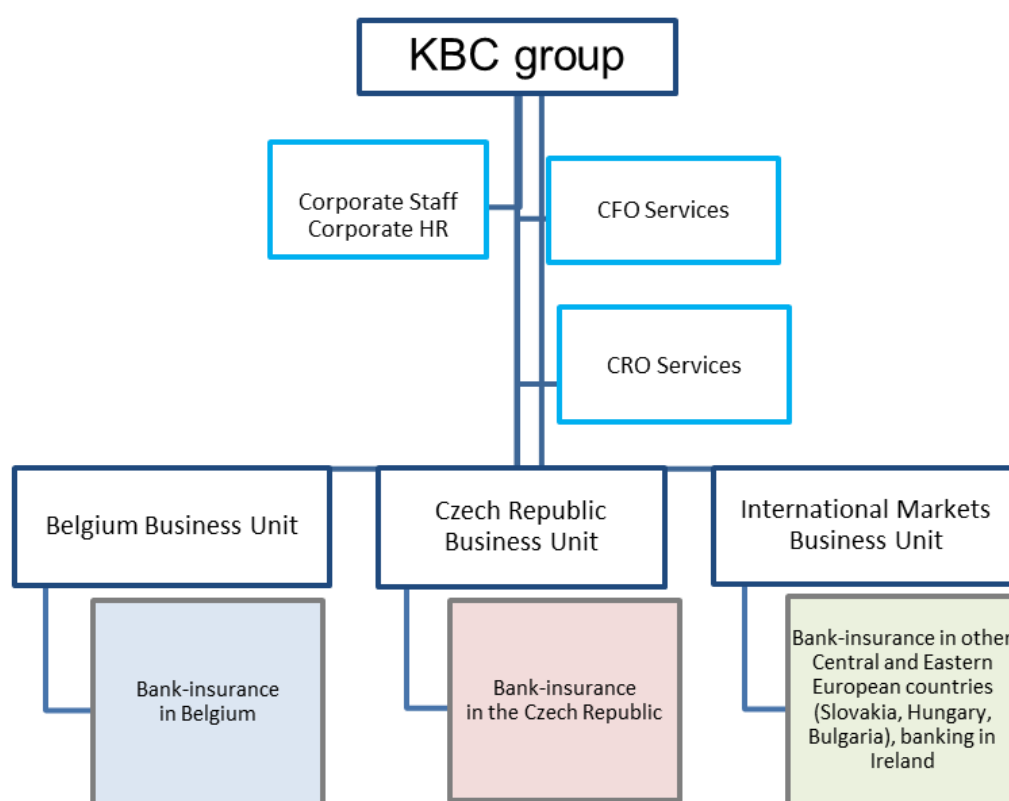 KBC group
Corporate Staff
Corporate HR
CFO Services
CRO Services
Belgium Business Unit
Czech Republic
Business Unit
International Markets
Business Unit
Bank-insurance
in Belgium
Bank-insurance
in the Czech Republic
Bank-insurance in other
Central and Eastern
European countries
(Slovakia, Hungary,
Bulgaria), banking in
Ireland